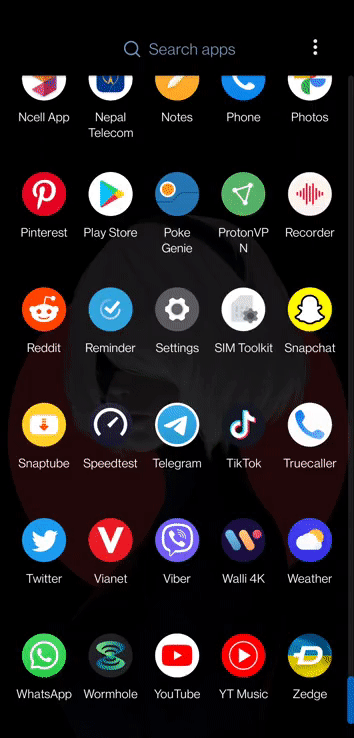 Search apps
Ncell App
Nepal
Telecom
Notes
Phone
Photos
Pinterest
Play Store
Poke
Genie
ProtonVP
N
Recorder
Reddit
Reminder
Settings
SIM Toolkit
Snapchat
Snaptube
Speedtest
Telegram
TikTok
Truecaller
Twitter
Vianet
Viber
Walli 4K
Weather
WhatsApp
Wormhole
YouTube
YT Music
Zedge